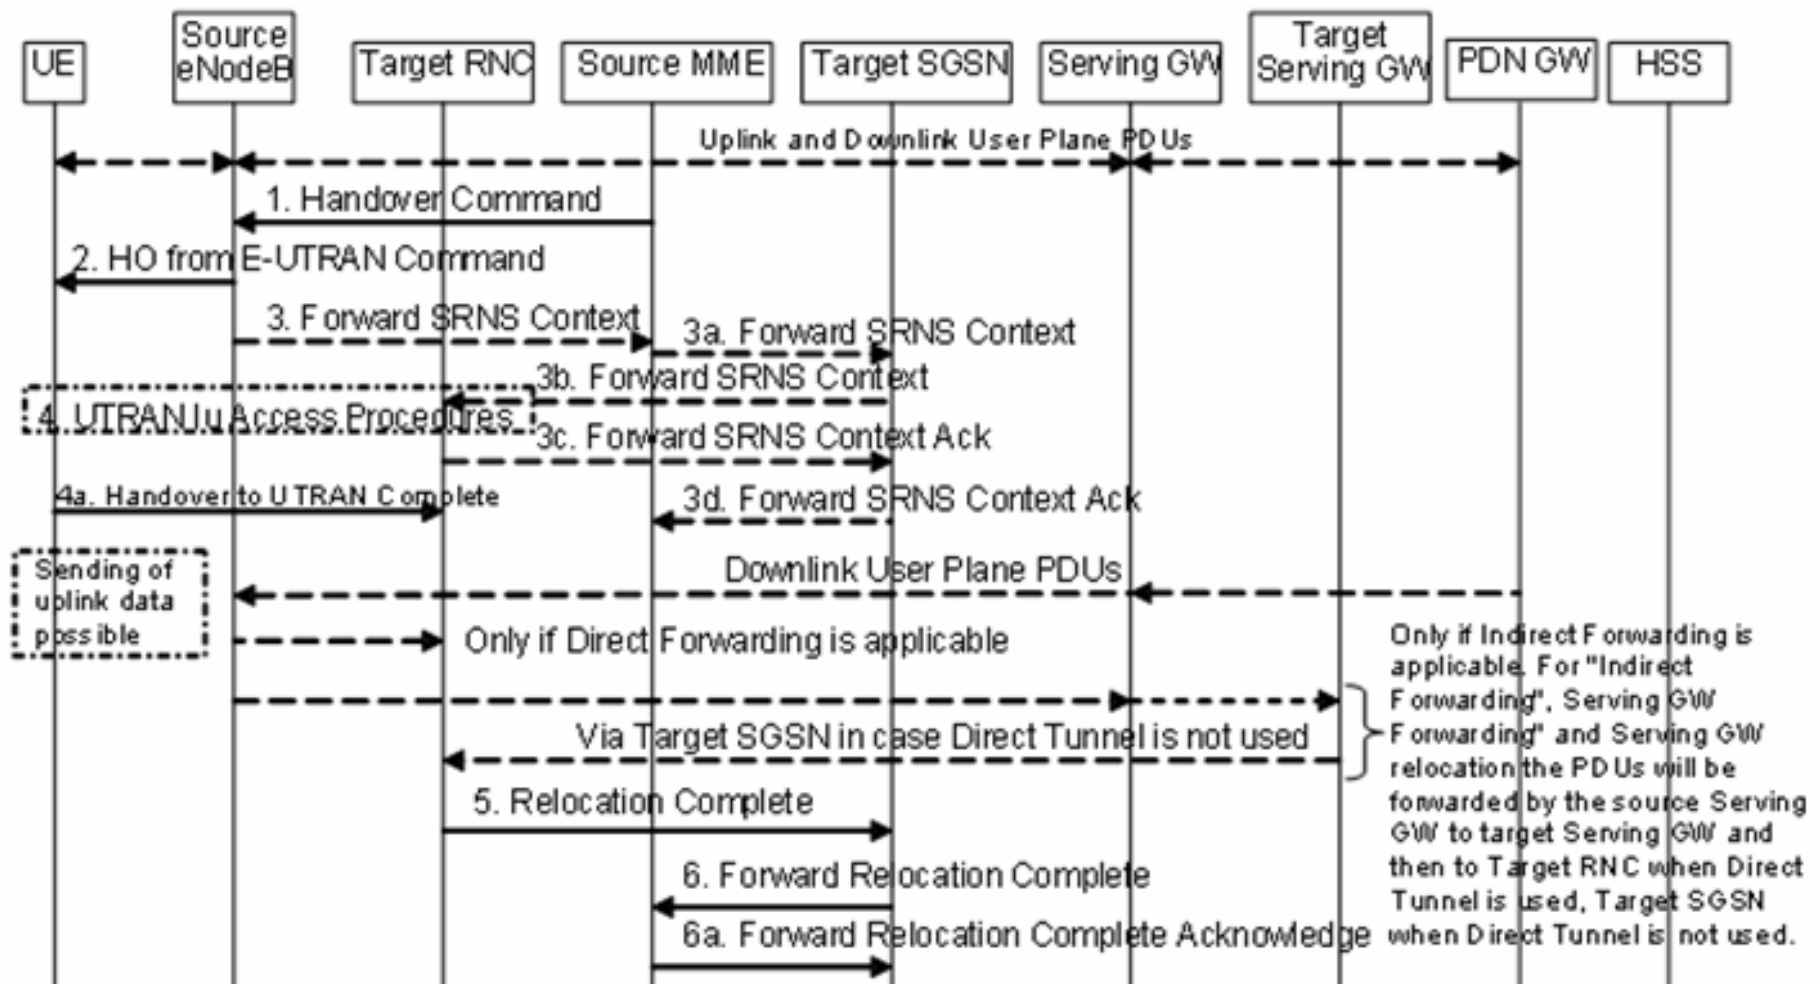 UE
Source
eNodeB
Target RNC
Source MME
Target SGSN
Serving GW
Target
Serving GW
PDN GW
HSS
Uplink and Downlink User Plane PDUs
1. Handover Command
2. HO from E-UTRAN Command
3. Forward SRNS Context
3a. Forward SRNS Context
3b. Forward SRNS Context
4. UTRAN Iu Access Procedures
3c. Forward SRNS Context Ack
4a. Handover to UTRAN Complete
3d. Forward SRNS Context Ack
Sending of
uplink data
possible
Downlink User Plane PDUs
Only if Direct Forwarding is applicable
Via Target SGSN in case Direct Tunnel is not used
Only if Indirect Forwarding is
applicable. For "Indirect
Forwarding", Serving GW
Forwarding" and Serving GW
relocation the PDUs will be
forwarded by the source Serving
GW to target Serving GW and
then to Target RNC when Direct
Tunnel is used, Target SGSN
when Direct Tunnel is not used.
5. Relocation Complete
6. Forward Relocation Complete
6a. Forward Relocation Complete Acknowledge